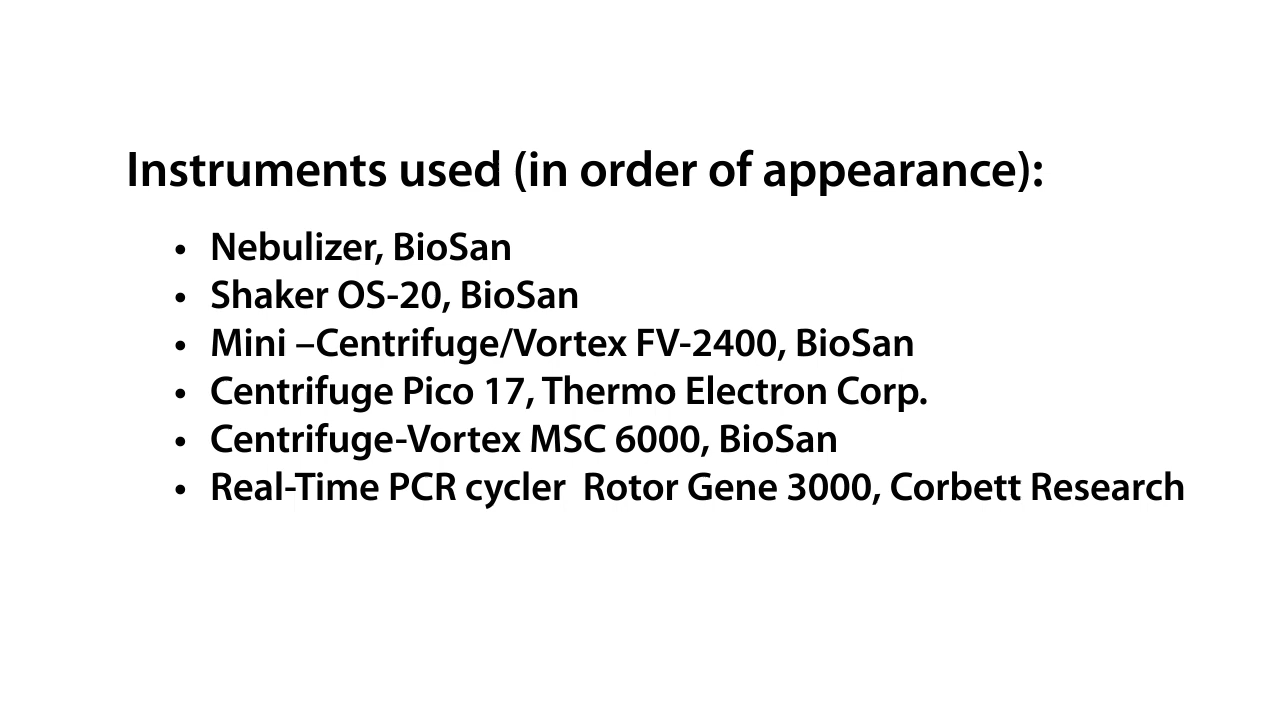 Instruments used (in order of appearance):
• Nebulizer, BioSan
• Shaker OS-20, BioSan
• Mini –Centrifuge/Vortex FV-2400, BioSan
• Centrifuge Pico 17, Thermo Electron Corp.
• Centrifuge-Vortex MSC 6000, BioSan
• Real-Time PCR cycler  Rotor Gene 3000, Corbett Research